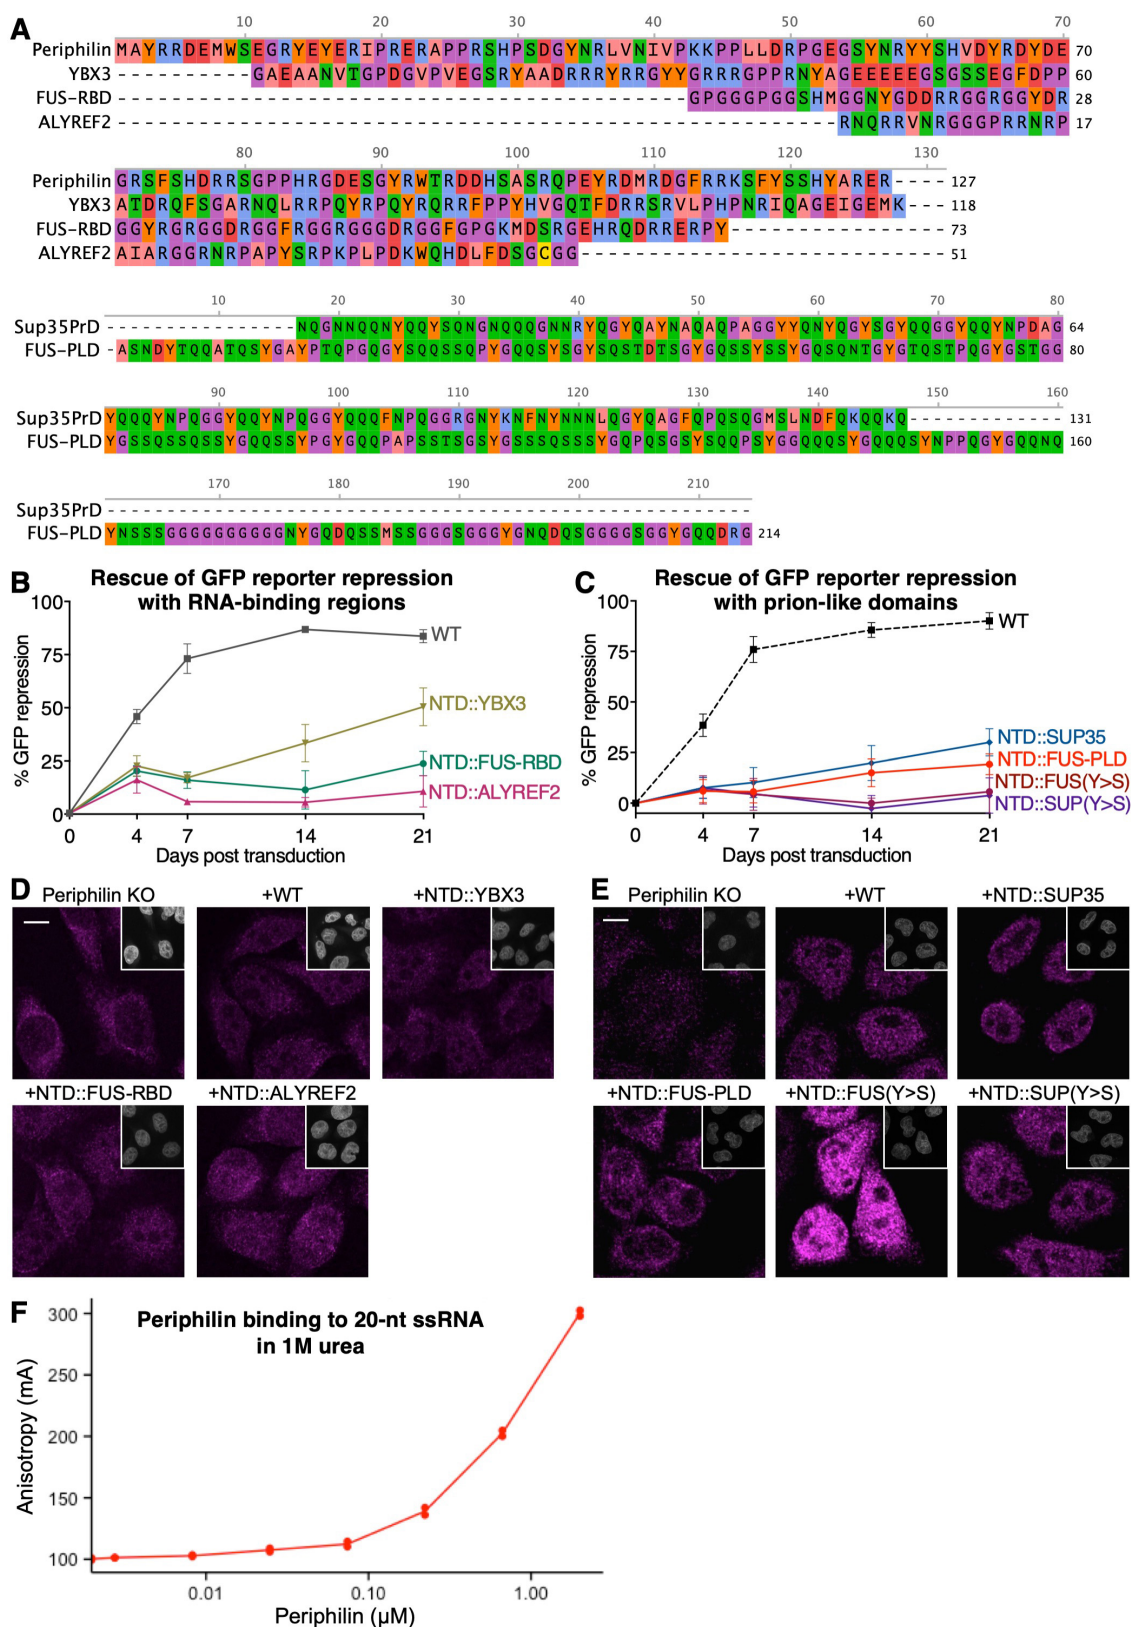 A
10 20 30 40 50 60 70
Periphilin MAYRRDEMWSEGRYEYERIPRERAPPRSHPSDGYNRLVNIVPKKPPLLDRPGEGSYNRYYSHVDYRDYDE 70
YBX3 ----------GAEAANVTGPDGVPVEGSRYAADRRRYRRGYYGRRRGPPRNYAGEEEEEGSGSSEGFDPP 60
FUS-RBD ------------------------------------------GPGGGPGGSHMGGNYGDDRRGGRGGYDR 28
ALYREF2 -----------------------------------------------------RNQRRVNRGGGPRRNRP 17
80 90 100 110 120 131
Periphilin GRSFSHDRRSGPPHRGDESGYRWTRDDHSASRQPEYRDMRDGFRRKSFYSSHYARER---- 127
YBX3 ATDRQFSGARNQLRRPQYRPQYRQRRFPPYHVGQTFDRRSRVLPHPNRIQAGEIGEMK--- 118
FUS-RBD GGYRGRGGDRGGFRGGRGGGDRGGFGPGKMDSRGEHRQDRRERPY---------------- 73
ALYREF2 AIARGGRNRPAPYSRPKPLPDKWQHDLFDSGCGG--------------------------- 51
10 20 30 40 50 60 70 80
Sup35PrD ----------------NQGNNQQNYQQYSQNGNQQQGNNRYQGYQAYNAQAQPAGGYYQNYQGYSGYQQGGYQQYNPDAG 64
FUS-PLD -ASNDYTQQATQSYGAYPTQPGQGYSQQSSQPYGQQSYSGYSQSTDTSGYGQSSYSSYGQSQNTGYGTQSTPQGYGSTGG 80
90 100 110 120 130 140 150 160
Sup35PrD YQQQYNPQGGYQQYNPQGGYQQQFNPQGGRGNYKNFNYNNNLQGYQAGFQPQSQGMSLNDFQKQQKQ------------- 131
FUS-PLD YGSSQSSQSSYGQQSSYPGYGQQPAPSSTSGSYGSSSQSSSYGQPQSGSYSQQPSYGGQQQSYGQQQSYNPPQGYGQQNQ 160
170 180 190 200 210
Sup35PrD ------------------------------------------------------
FUS-PLD YNSSSGGGGGGGGGGNYGQDQSSMSSGGGSGGGYGNQDQSGGGGSGGYGQQDRG 214
B
Rescue of GFP reporter repression
with RNA-binding regions
% GFP repression
100
75
50
25
0
WT
NTD::YBX3
NTD::FUS-RBD
NTD::ALYREF2
0 4 7 14 21
Days post transduction
C
Rescue of GFP reporter repression
with prion-like domains
% GFP repression
100
75
50
25
0
WT
NTD::SUP35
NTD::FUS-PLD
NTD::FUS(Y>S)
NTD::SUP(Y>S)
0 4 7 14 21
Days post transduction
D
Periphilin KO +WT +NTD::YBX3
+NTD::FUS-RBD +NTD::ALYREF2
E
Periphilin KO +WT +NTD::SUP35
+NTD::FUS-PLD +NTD::FUS(Y>S) +NTD::SUP(Y>S)
F
Periphilin binding to 20-nt ssRNA
in 1M urea
Anisotropy (mA)
300
250
200
150
100
0.01 0.10 1.00
Periphilin (µM)